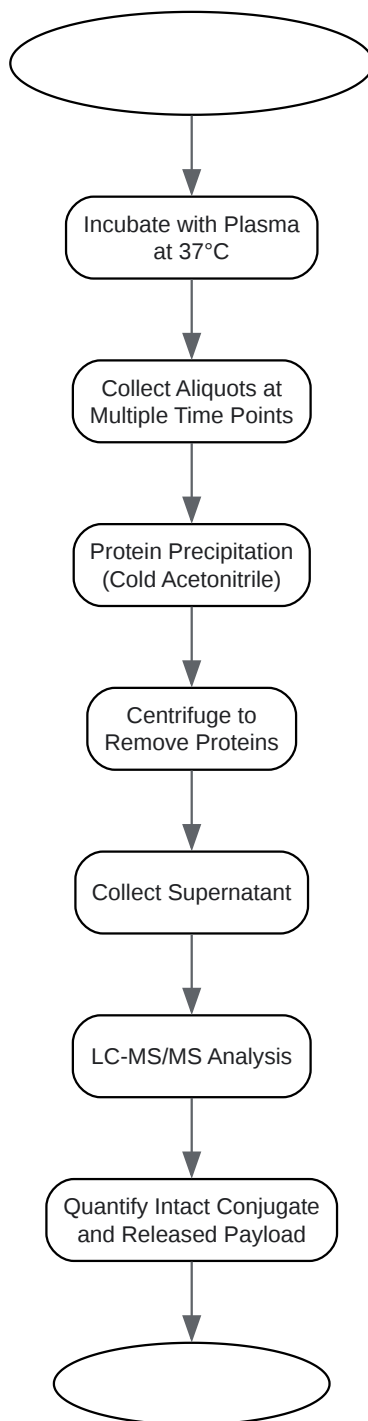 Incubate with Plasma
at 37°C
Collect Aliquots at
Multiple Time Points
Protein Precipitation
(Cold Acetonitrile)
Centrifuge to
Remove Proteins
Collect Supernatant
LC-MS/MS Analysis
Quantify Intact Conjugate
and Released Payload